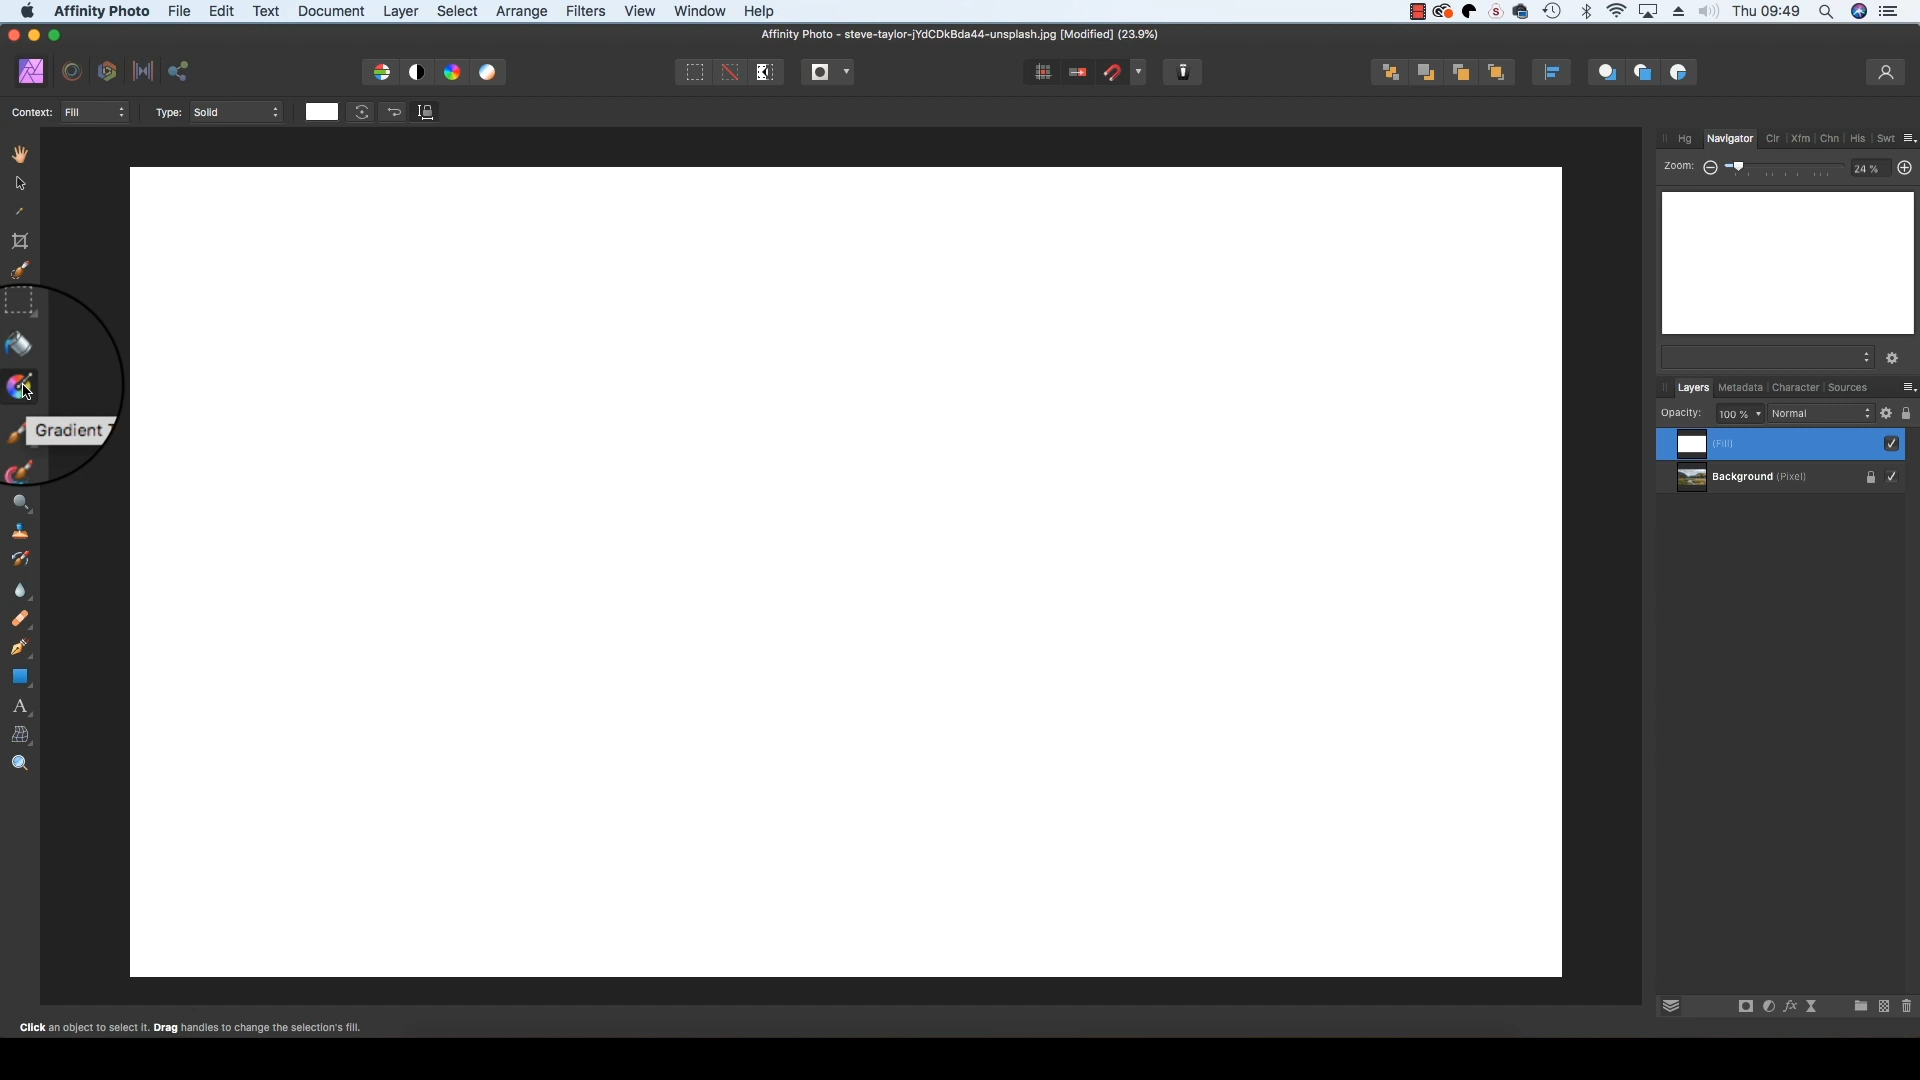 Affinity Photo File Edit Text Document Layer Select Arrange Filters View Window Help Thu 09:49
Affinity Photo - steve-taylor-jYdCDkBda44-unsplash.jpg [Modified] (23.9%)
Context: Fill Type: Solid
Hg Navigator Clr Xfm Chn His Swt
Zoom: 24 %
Layers Metadata Character Sources
Opacity: 100 % Normal
(Fill)
Gradient
Background (Pixel)
Click an object to select it. Drag handles to change the selection's fill.